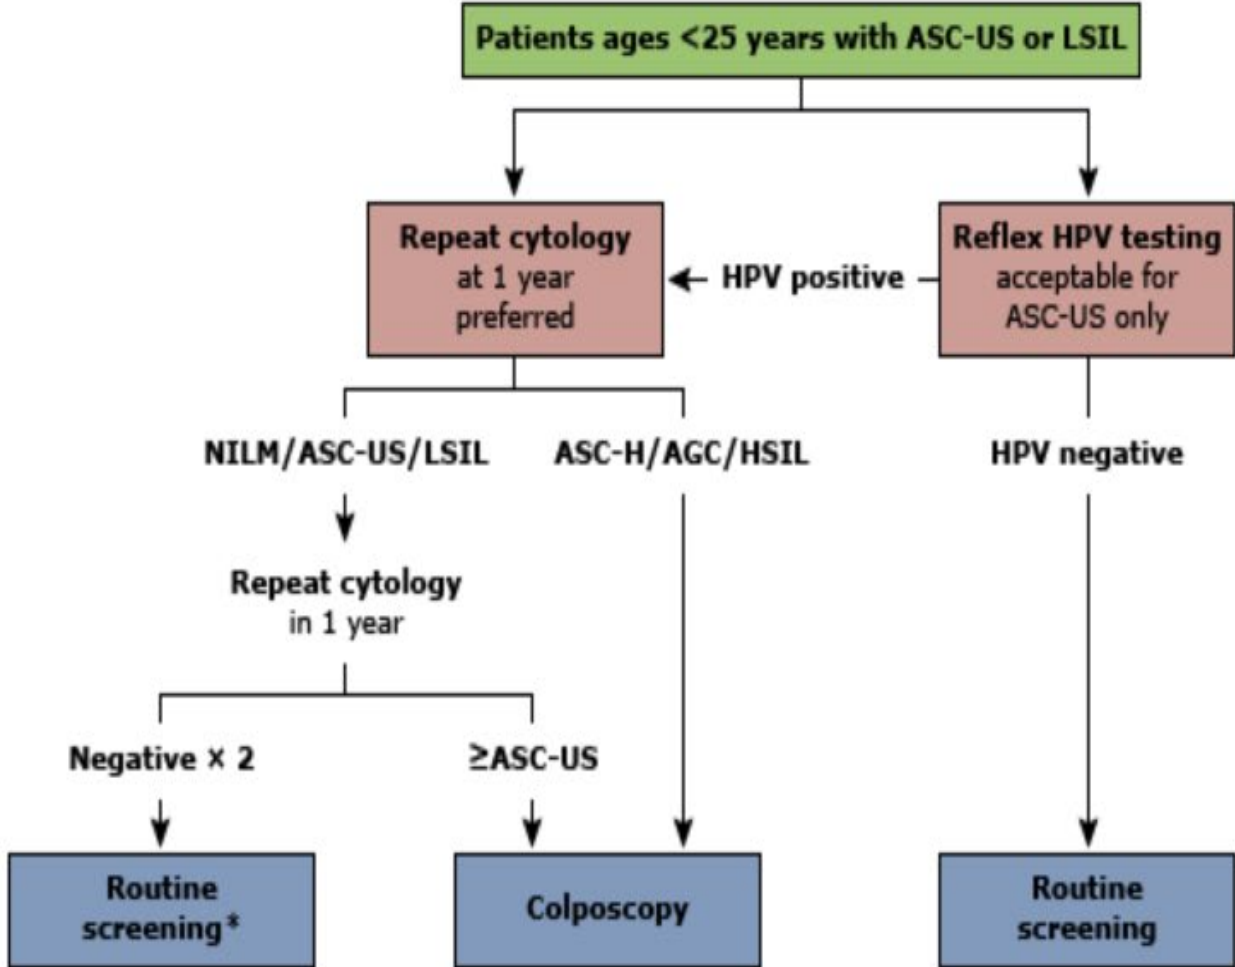 Patients ages <25 years with ASC-US or LSIL
Repeat cytology
at 1 year
preferred
HPV positive
Reflex HPV testing
acceptable for
ASC-US only
NILM/ASC-US/LSIL
ASC-H/AGC/HSIL
HPV negative
Repeat cytology
in 1 year
Negative × 2
≥ASC-US
Routine
screening*
Colposcopy
Routine
screening